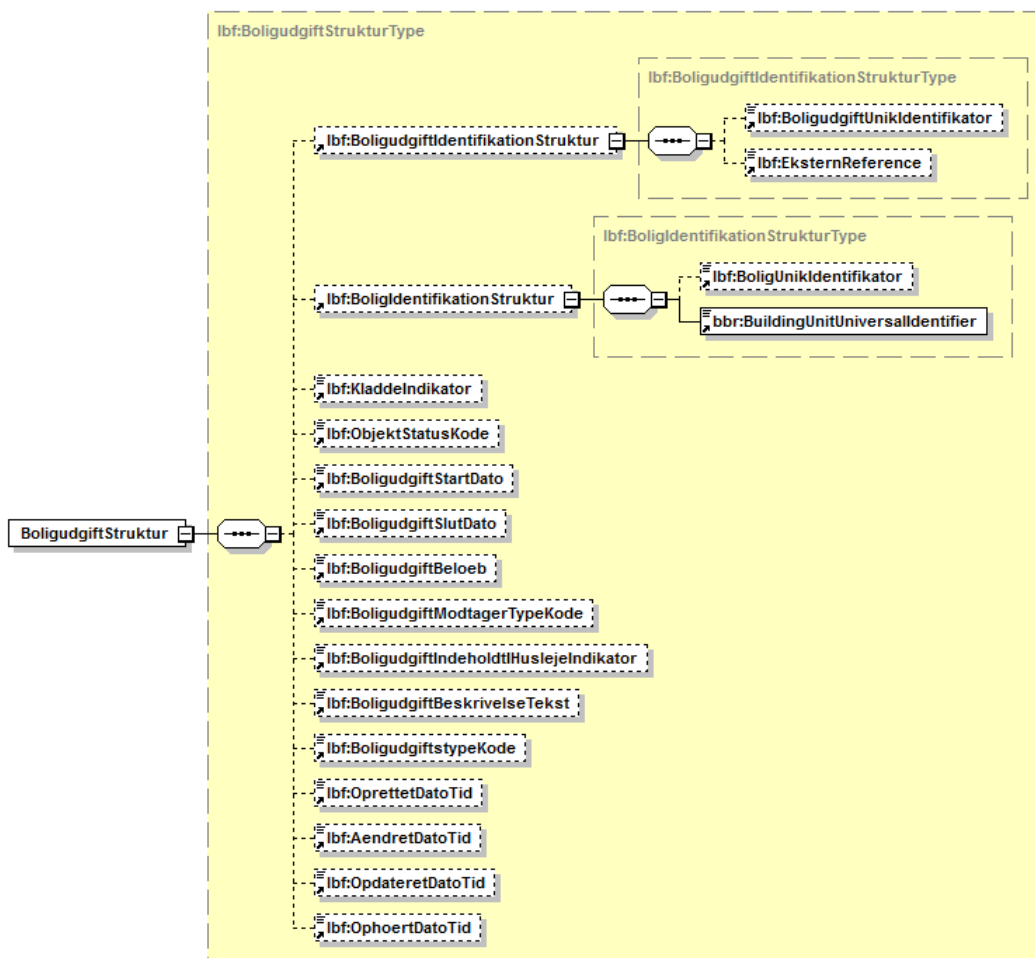 lbf:BoligudgiftStrukturType
lbf:BoligudgiftIdentifikationStrukturType
lbf:BoligudgiftUnikIdentifikator
lbf:BoligudgiftIdentifikationStruktur
lbf:EksternReference
lbf:BoligIdentifikationStrukturType
lbf:BoligUnikIdentifikator
lbf:BoligIdentifikationStruktur
bbr:BuildingUnitUniversalIdentifier
lbf:KladdeIndikator
lbf:ObjektStatusKode
lbf:BoligudgiftStartDato
lbf:BoligudgiftSlutDato
BoligudgiftStruktur
lbf:BoligudgiftBeloeb
lbf:BoligudgiftModtagerTypeKode
lbf:BoligudgiftIndeholdtIHuslejeIndikator
lbf:BoligudgiftBeskrivelseTekst
lbf:BoligudgiftstypeKode
lbf:OprettetDatoTid
lbf:AendretDatoTid
lbf:OpdateretDatoTid
lbf:OphoertDatoTid